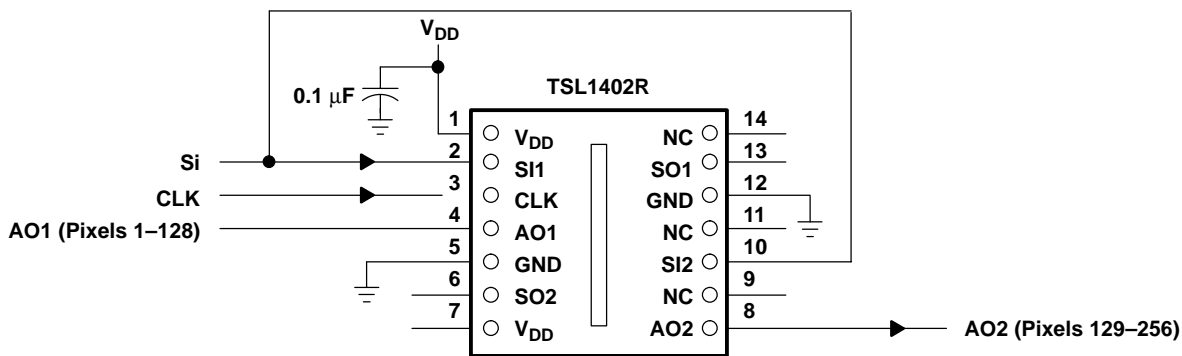 V_DD
TSL1402R
0.1 μF
1 V_DD NC 14
Si 2 SI1 SO1 13
CLK 3 CLK GND 12
AO1 (Pixels 1–128) 4 AO1 NC 11
5 GND SI2 10
6 SO2 NC 9
7 V_DD AO2 8 AO2 (Pixels 129–256)